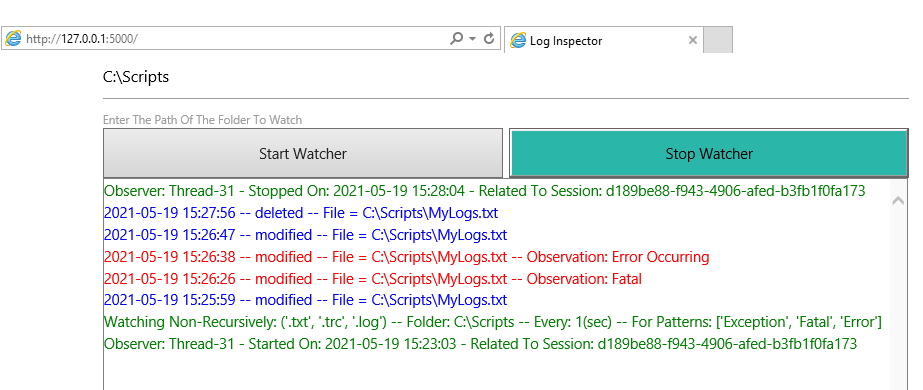 http://127.0.0.1:5000/
Log Inspector
C:\Scripts
Enter The Path Of The Folder To Watch
Start Watcher
Stop Watcher
Observer: Thread-31 - Stopped On: 2021-05-19 15:28:04 - Related To Session: d189be88-f943-4906-afed-b3fb1f0fa173
2021-05-19 15:27:56 -- deleted -- File = C:\Scripts\MyLogs.txt
2021-05-19 15:26:47 -- modified -- File = C:\Scripts\MyLogs.txt
2021-05-19 15:26:38 -- modified -- File = C:\Scripts\MyLogs.txt -- Observation: Error Occurring
2021-05-19 15:26:26 -- modified -- File = C:\Scripts\MyLogs.txt -- Observation: Fatal
2021-05-19 15:25:59 -- modified -- File = C:\Scripts\MyLogs.txt
Watching Non-Recursively: ('.txt', '.trc', '.log') -- Folder: C:\Scripts -- Every: 1(sec) -- For Patterns: ['Exception', 'Fatal', 'Error']
Observer: Thread-31 - Started On: 2021-05-19 15:23:03 - Related To Session: d189be88-f943-4906-afed-b3fb1f0fa173